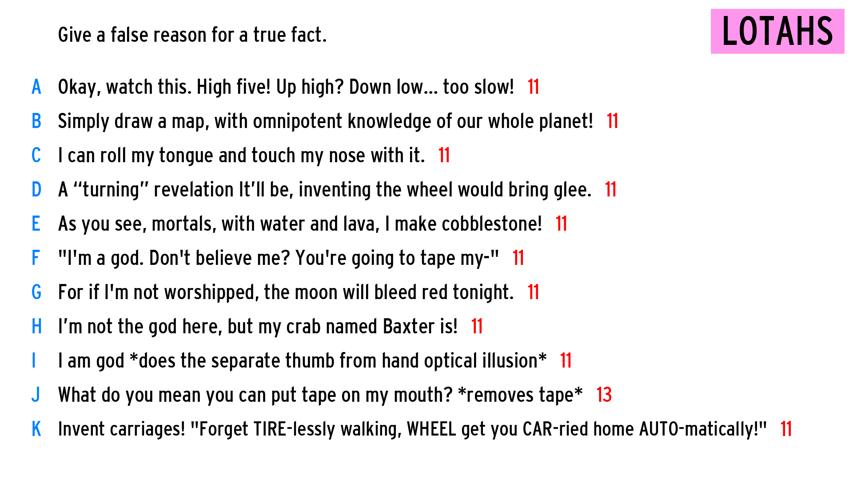 Give a false reason for a true fact.
LOTAHS
A Okay, watch this. High five! Up high? Down low... too slow! 11
B Simply draw a map, with omnipotent knowledge of our whole planet! 11
C I can roll my tongue and touch my nose with it. 11
D A “turning” revelation It’ll be, inventing the wheel would bring glee. 11
E As you see, mortals, with water and lava, I make cobblestone! 11
F "I'm a god. Don't believe me? You're going to tape my-" 11
G For if I'm not worshipped, the moon will bleed red tonight. 11
H I’m not the god here, but my crab named Baxter is! 11
I I am god *does the separate thumb from hand optical illusion* 11
J What do you mean you can put tape on my mouth? *removes tape* 13
K Invent carriages! "Forget TIRE-lessly walking, WHEEL get you CAR-ried home AUTO-matically!" 11